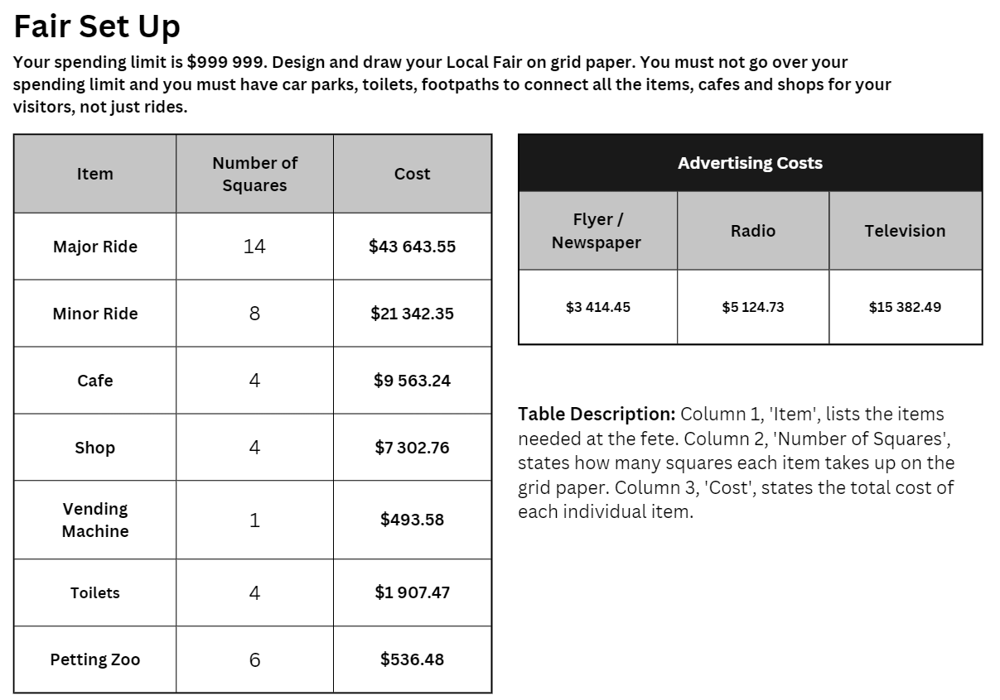 Fair Set Up
Your spending limit is $999 999. Design and draw your Local Fair on grid paper. You must not go over your
spending limit and you must have car parks, toilets, footpaths to connect all the items, cafes and shops for your
visitors, not just rides.
Item
Number of
Squares
Cost
Major Ride
14
$43 643.55
Minor Ride
8
$21 342.35
Cafe
4
$9 563.24
Shop
4
$7 302.76
Vending
Machine
1
$493.58
Toilets
4
$1 907.47
Petting Zoo
6
$536.48
Advertising Costs
Flyer /
Newspaper
Radio
Television
$3 414.45
$5 124.73
$15 382.49
Table Description: Column 1, 'Item', lists the items
needed at the fete. Column 2, 'Number of Squares',
states how many squares each item takes up on the
grid paper. Column 3, 'Cost', states the total cost of
each individual item.